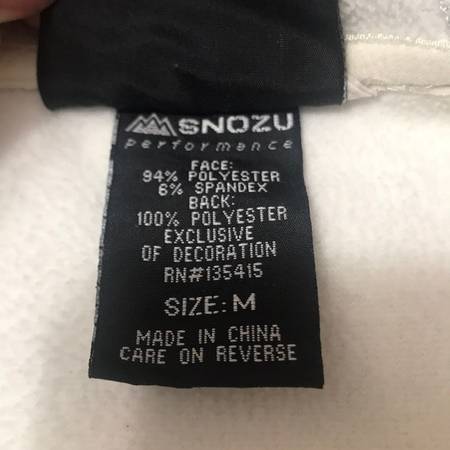 SNOZU
performance
FACE:
94% POLYESTER
6% SPANDEX
BACK:
100% POLYESTER
EXCLUSIVE
OF DECORATION
RN#135415
SIZE: M
MADE IN CHINA
CARE ON REVERSE